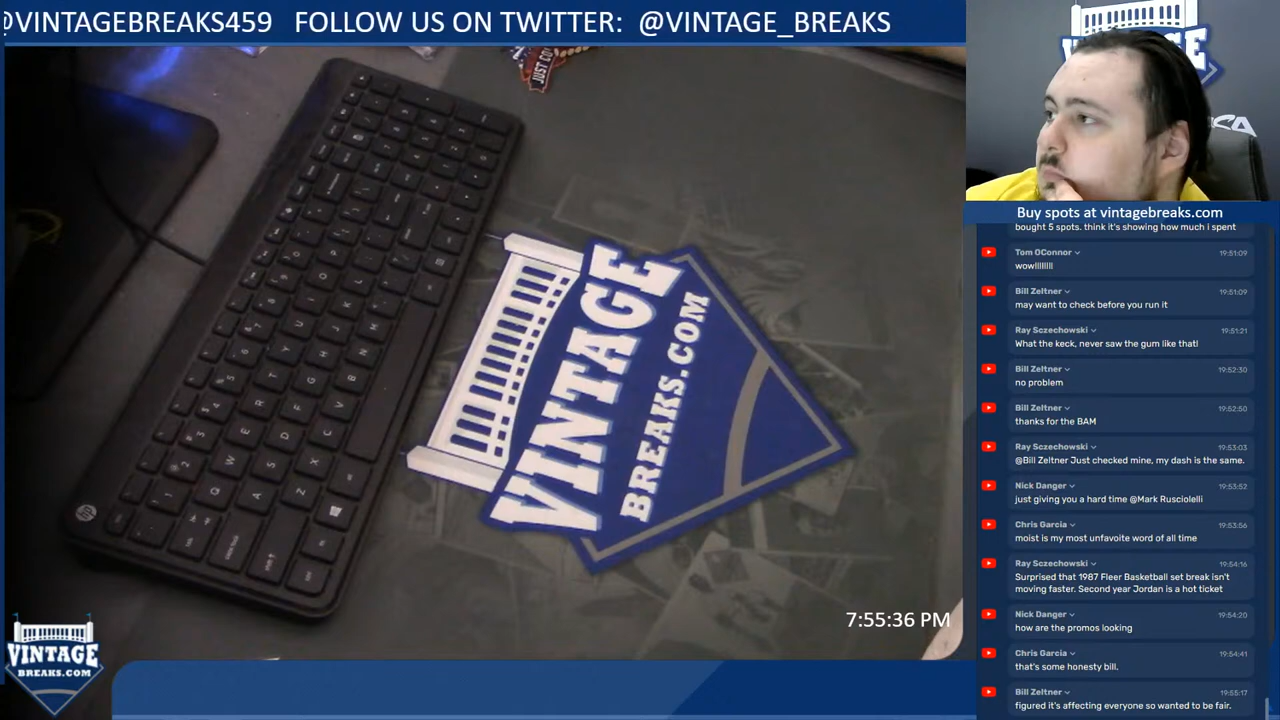 @VINTAGEBREAKS459 FOLLOW US ON TWITTER: @VINTAGE_BREAKS
JUST CO
VINTAGE
BREAKS.COM
hp
7:55:36 PM
VINTAGE
BREAKS.COM
Buy spots at vintagebreaks.com
bought 5 spots. think it's showing how much i spent
Tom OConnor 19:51:09
wow!!!!!!!!
Bill Zeltner 19:51:09
may want to check before you run it
Ray Sczechowski 19:51:21
What the keck, never saw the gum like that!
Bill Zeltner 19:52:30
no problem
Bill Zeltner 19:52:50
thanks for the BAM
Ray Sczechowski 19:53:03
@Bill Zeltner Just checked mine, my dash is the same.
Nick Danger 19:53:52
just giving you a hard time @Mark Rusciolelli
Chris Garcia 19:53:56
moist is my most unfavoite word of all time
Ray Sczechowski 19:54:16
Surprised that 1987 Fleer Basketball set break isn't
moving faster. Second year Jordan is a hot ticket
Nick Danger 19:54:20
how are the promos looking
Chris Garcia 19:54:41
that's some honesty bill.
Bill Zeltner 19:55:17
figured it's affecting everyone so wanted to be fair.